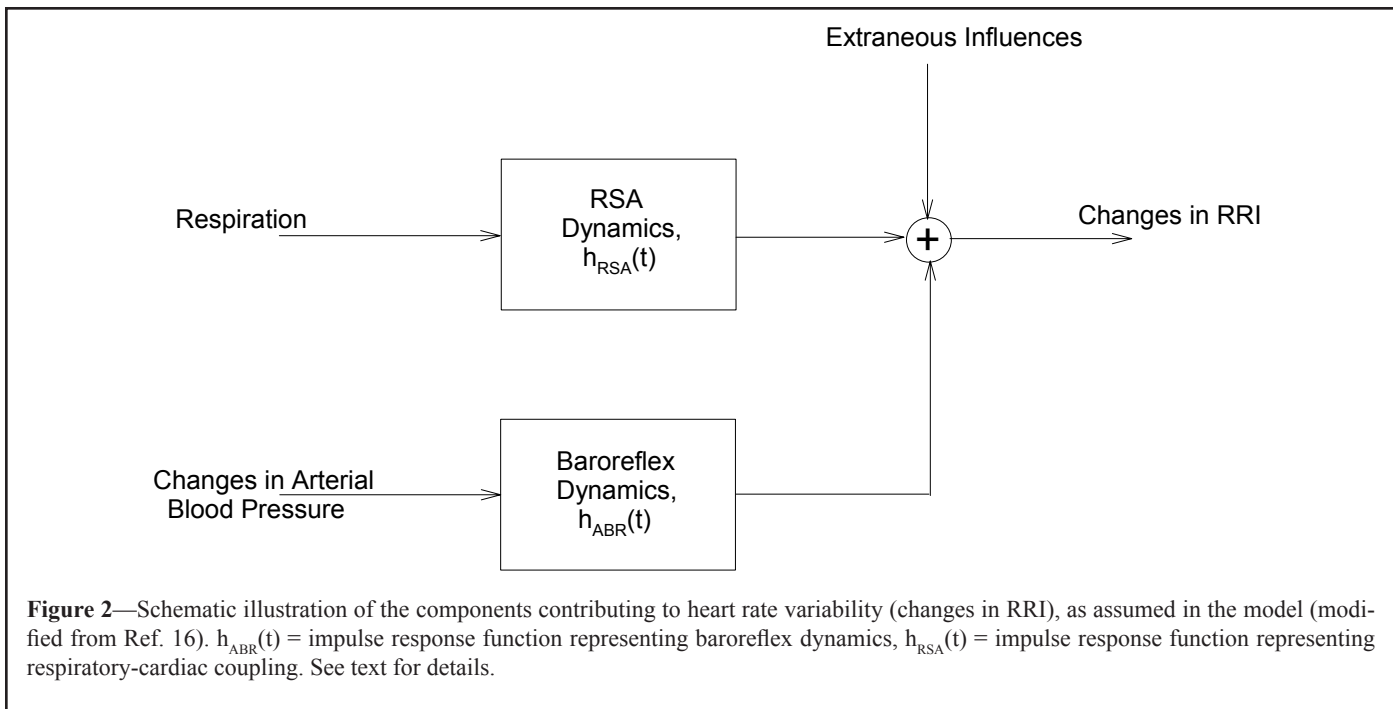 Extraneous Influences
RSA
Dynamics,
h_RSA(t)
Respiration
+
Changes in RRI
Changes in Arterial
Blood Pressure
Baroreflex
Dynamics,
h_ABR(t)
Figure 2—Schematic illustration of the components contributing to heart rate variability (changes in RRI), as assumed in the model (modi-
fied from Ref. 16). h_ABR(t) = impulse response function representing baroreflex dynamics, h_RSA(t) = impulse response function representing
respiratory-cardiac coupling. See text for details.